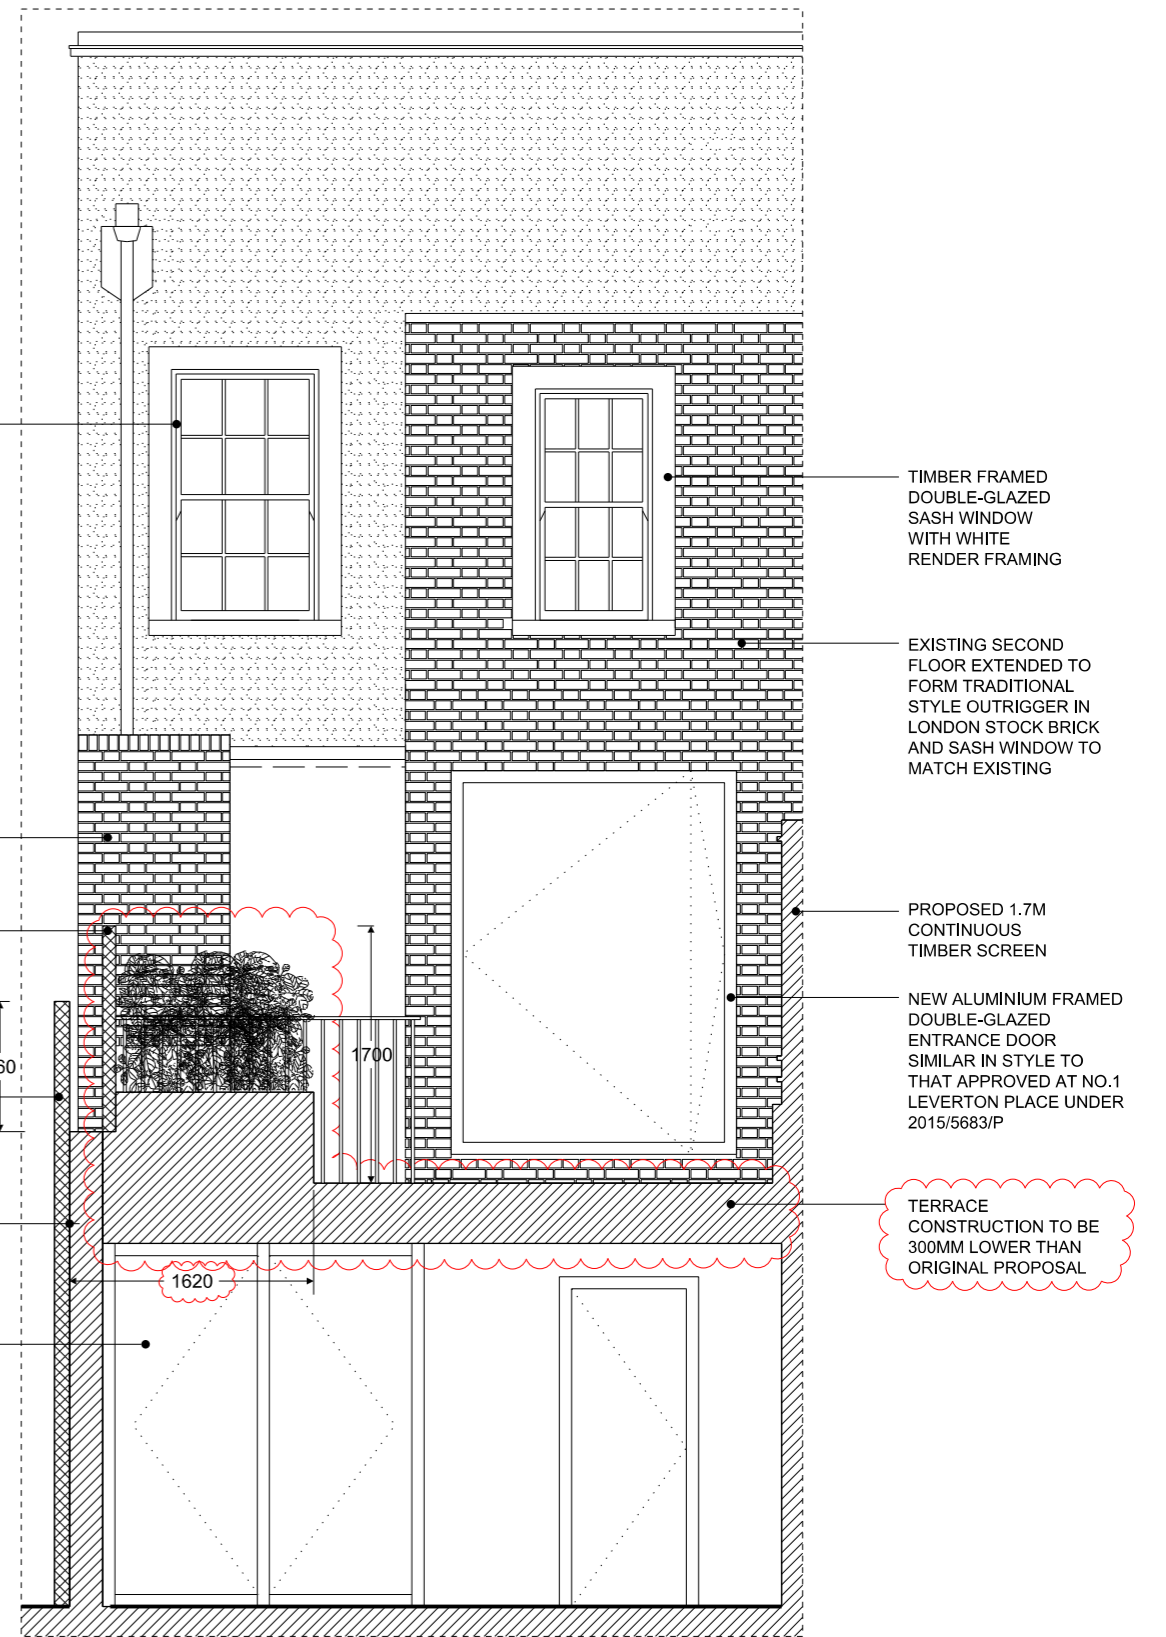 TIMBER FRAMED
DOUBLE-GLAZED
SASH WINDOW
WITH WHITE
RENDER FRAMING
EXISTING SECOND
FLOOR EXTENDED TO
FORM TRADITIONAL
STYLE OUTRIGGER IN
LONDON STOCK BRICK
AND SASH WINDOW TO
MATCH EXISTING
PROPOSED 1.7M
CONTINUOUS
TIMBER SCREEN
NEW ALUMINIUM FRAMED
DOUBLE-GLAZED
ENTRANCE DOOR
SIMILAR IN STYLE TO
THAT APPROVED AT NO.1
LEVERTON PLACE UNDER
2015/5683/P
1700
TERRACE
CONSTRUCTION TO BE
300MM LOWER THAN
ORIGINAL PROPOSAL
1620